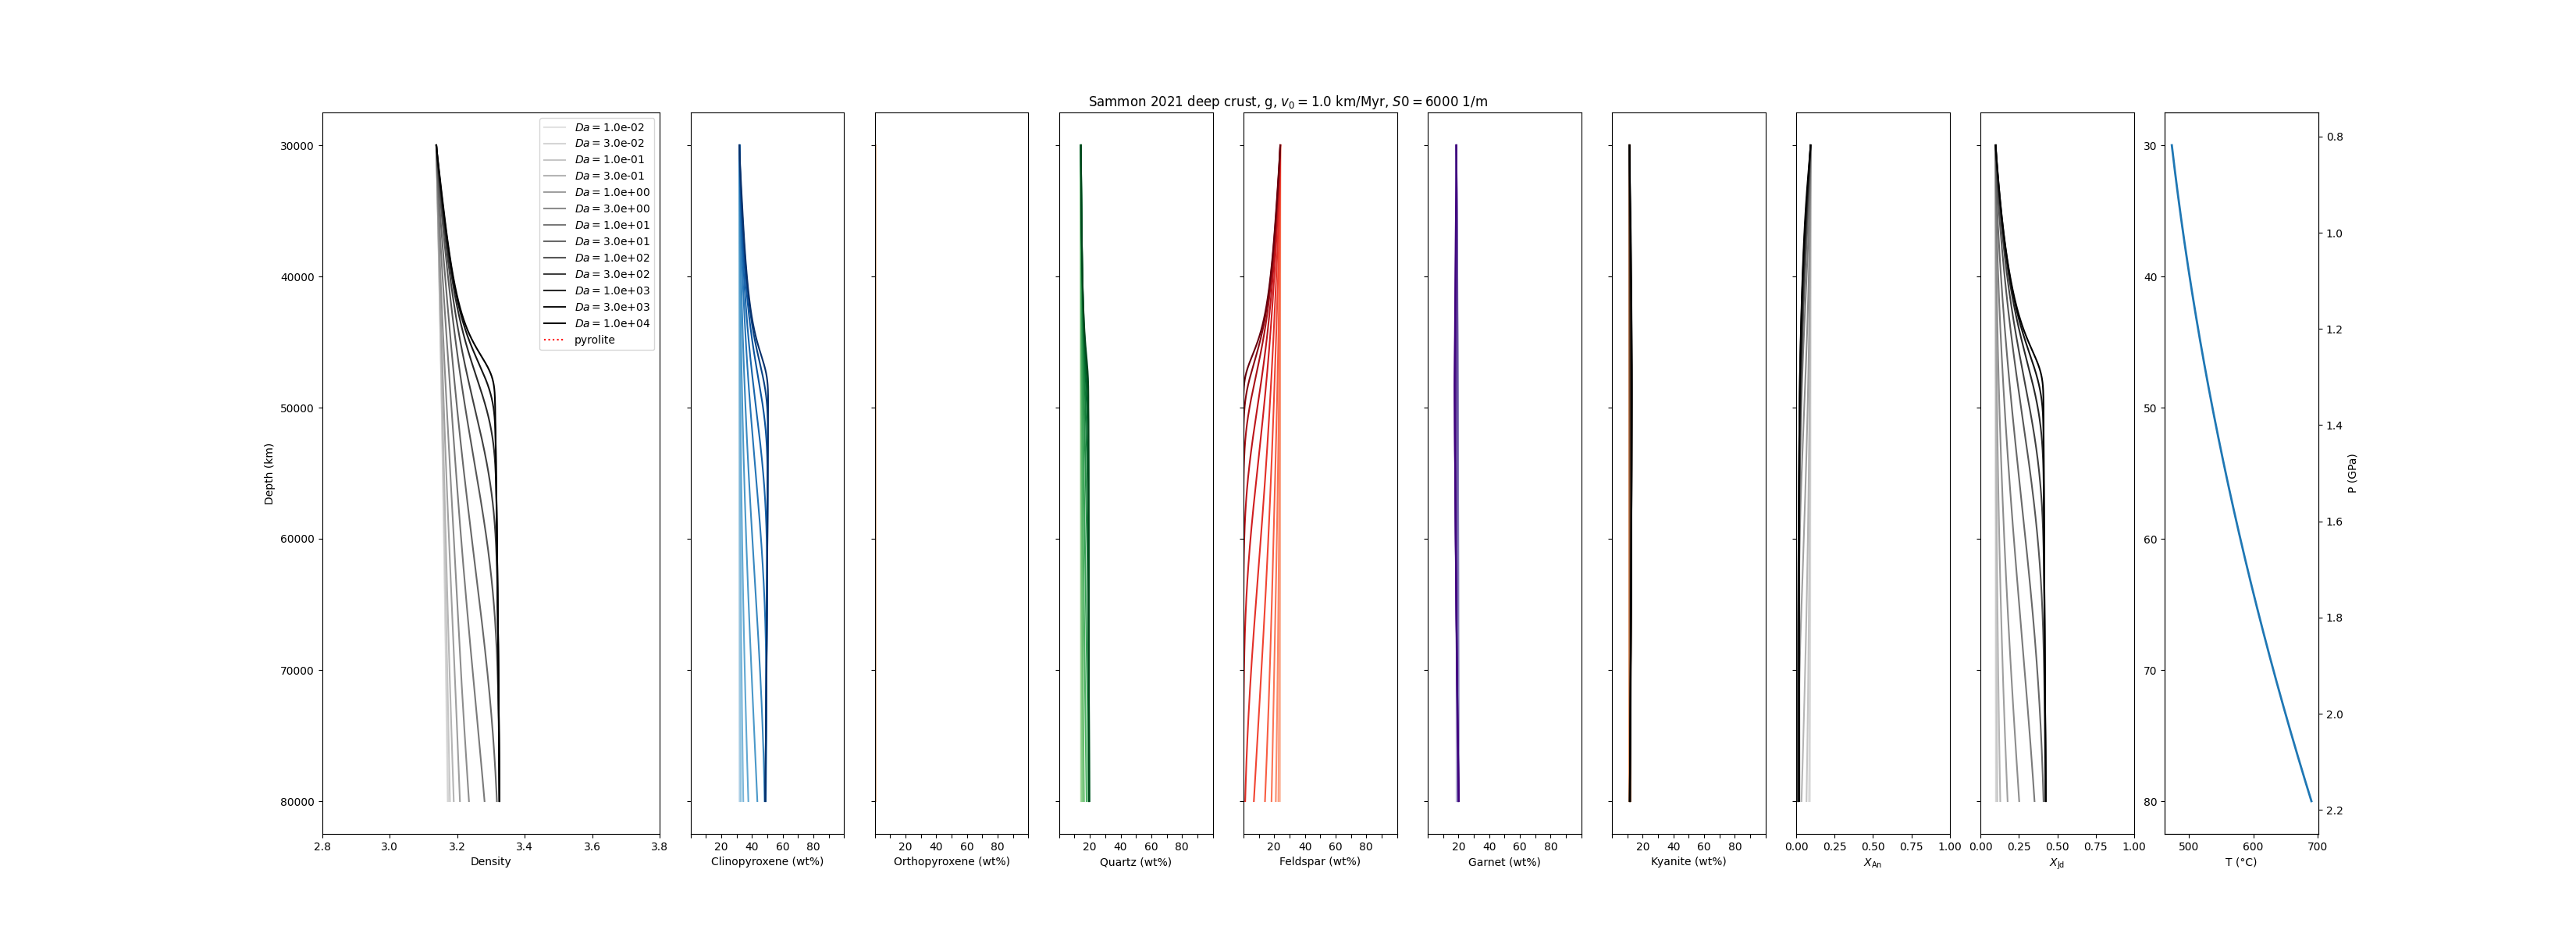 Sammon 2021 deep crust, g, v₀ = 1.0 km/Myr, S0 = 6000 1/m
Da = 1.0e-02
Da = 3.0e-02
Da = 1.0e-01
Da = 3.0e-01
Da = 1.0e+00
Da = 3.0e+00
Da = 1.0e+01
Da = 3.0e+01
Da = 1.0e+02
Da = 3.0e+02
Da = 1.0e+03
Da = 3.0e+03
Da = 1.0e+04
pyrolite
30000
40000
50000
60000
70000
80000
Depth (km)
2.8 3.0 3.2 3.4 3.6 3.8
Density
20 40 60 80
Clinopyroxene (wt%)
20 40 60 80
Orthopyroxene (wt%)
20 40 60 80
Quartz (wt%)
20 40 60 80
Feldspar (wt%)
20 40 60 80
Garnet (wt%)
20 40 60 80
Kyanite (wt%)
0.00 0.25 0.50 0.75 1.00
X_An
0.00 0.25 0.50 0.75 1.00
X_Jd
30
40
50
60
70
80
500 600 700
T (°C)
0.8
1.0
1.2
1.4
1.6
1.8
2.0
2.2
P (GPa)